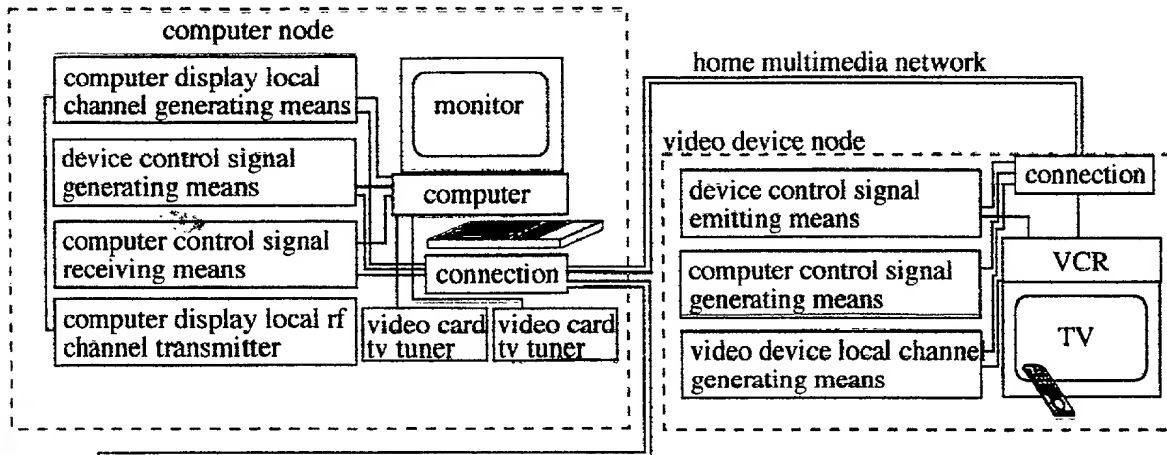 computer node
computer display local
channel generating means
monitor
device control signal
generating means
computer
computer control signal
receiving means
connection
computer display local rf
channel transmitter
video card
tv tuner
video card
tv tuner
home multimedia network
video device node
connection
device control signal
emitting means
VCR
computer control signal
generating means
TV
video device local channel
generating means